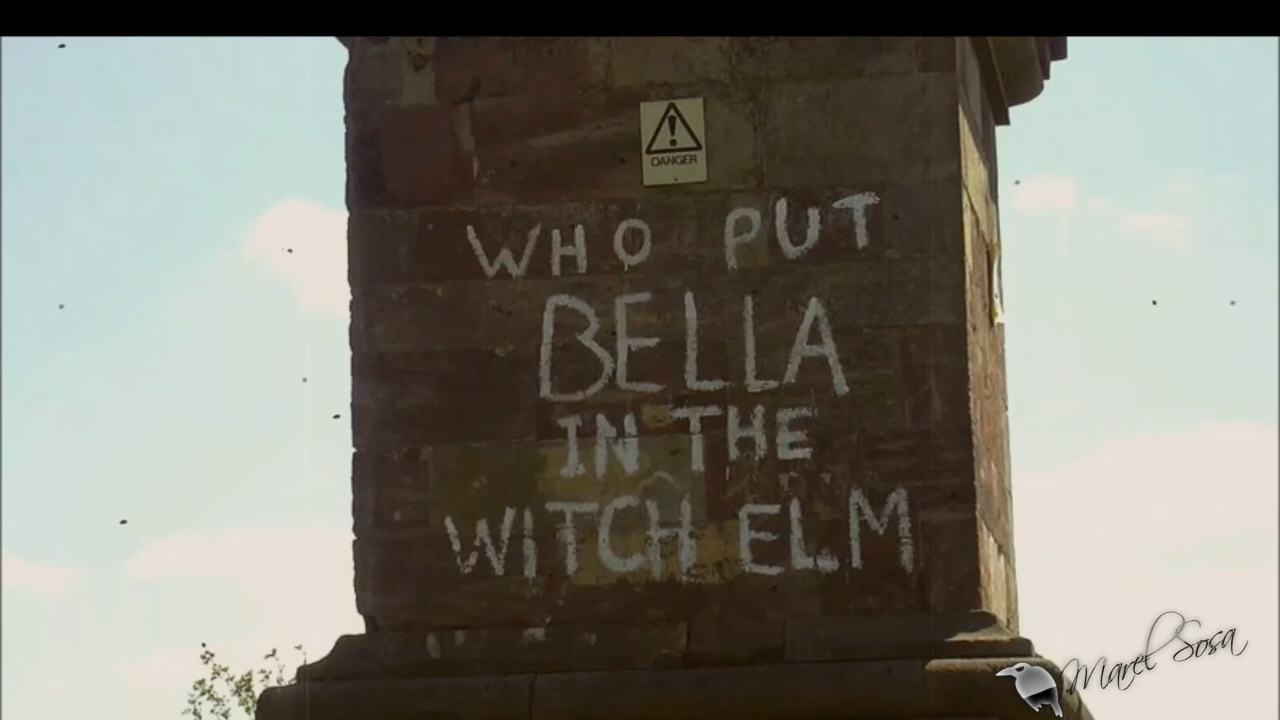 DANGER
WHO PUT
BELLA
IN THE
WITCH ELM
Marel Sosa